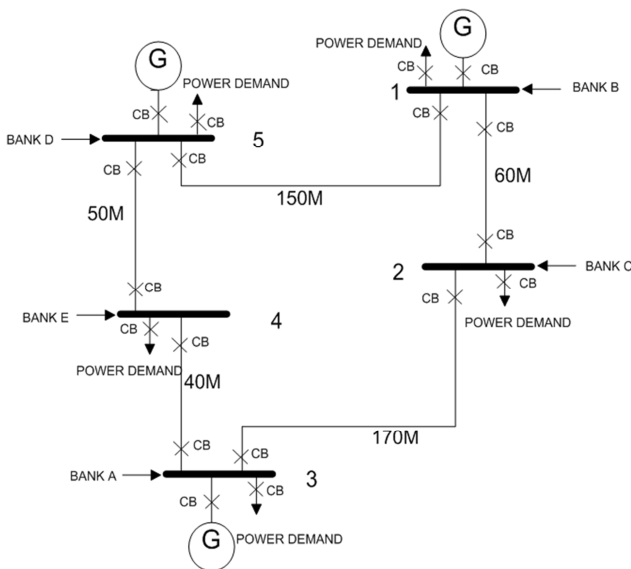 G
POWER DEMAND
CB
CB
1
BANK B
CB
CB
G
POWER DEMAND
CB
CB
BANK D
5
CB
CB
150M
60M
50M
CB
2
BANK C
CB
CB
POWER DEMAND
CB
BANK E
4
CB
CB
POWER DEMAND
40M
170M
CB
CB
BANK A
3
CB
CB
G
POWER DEMAND